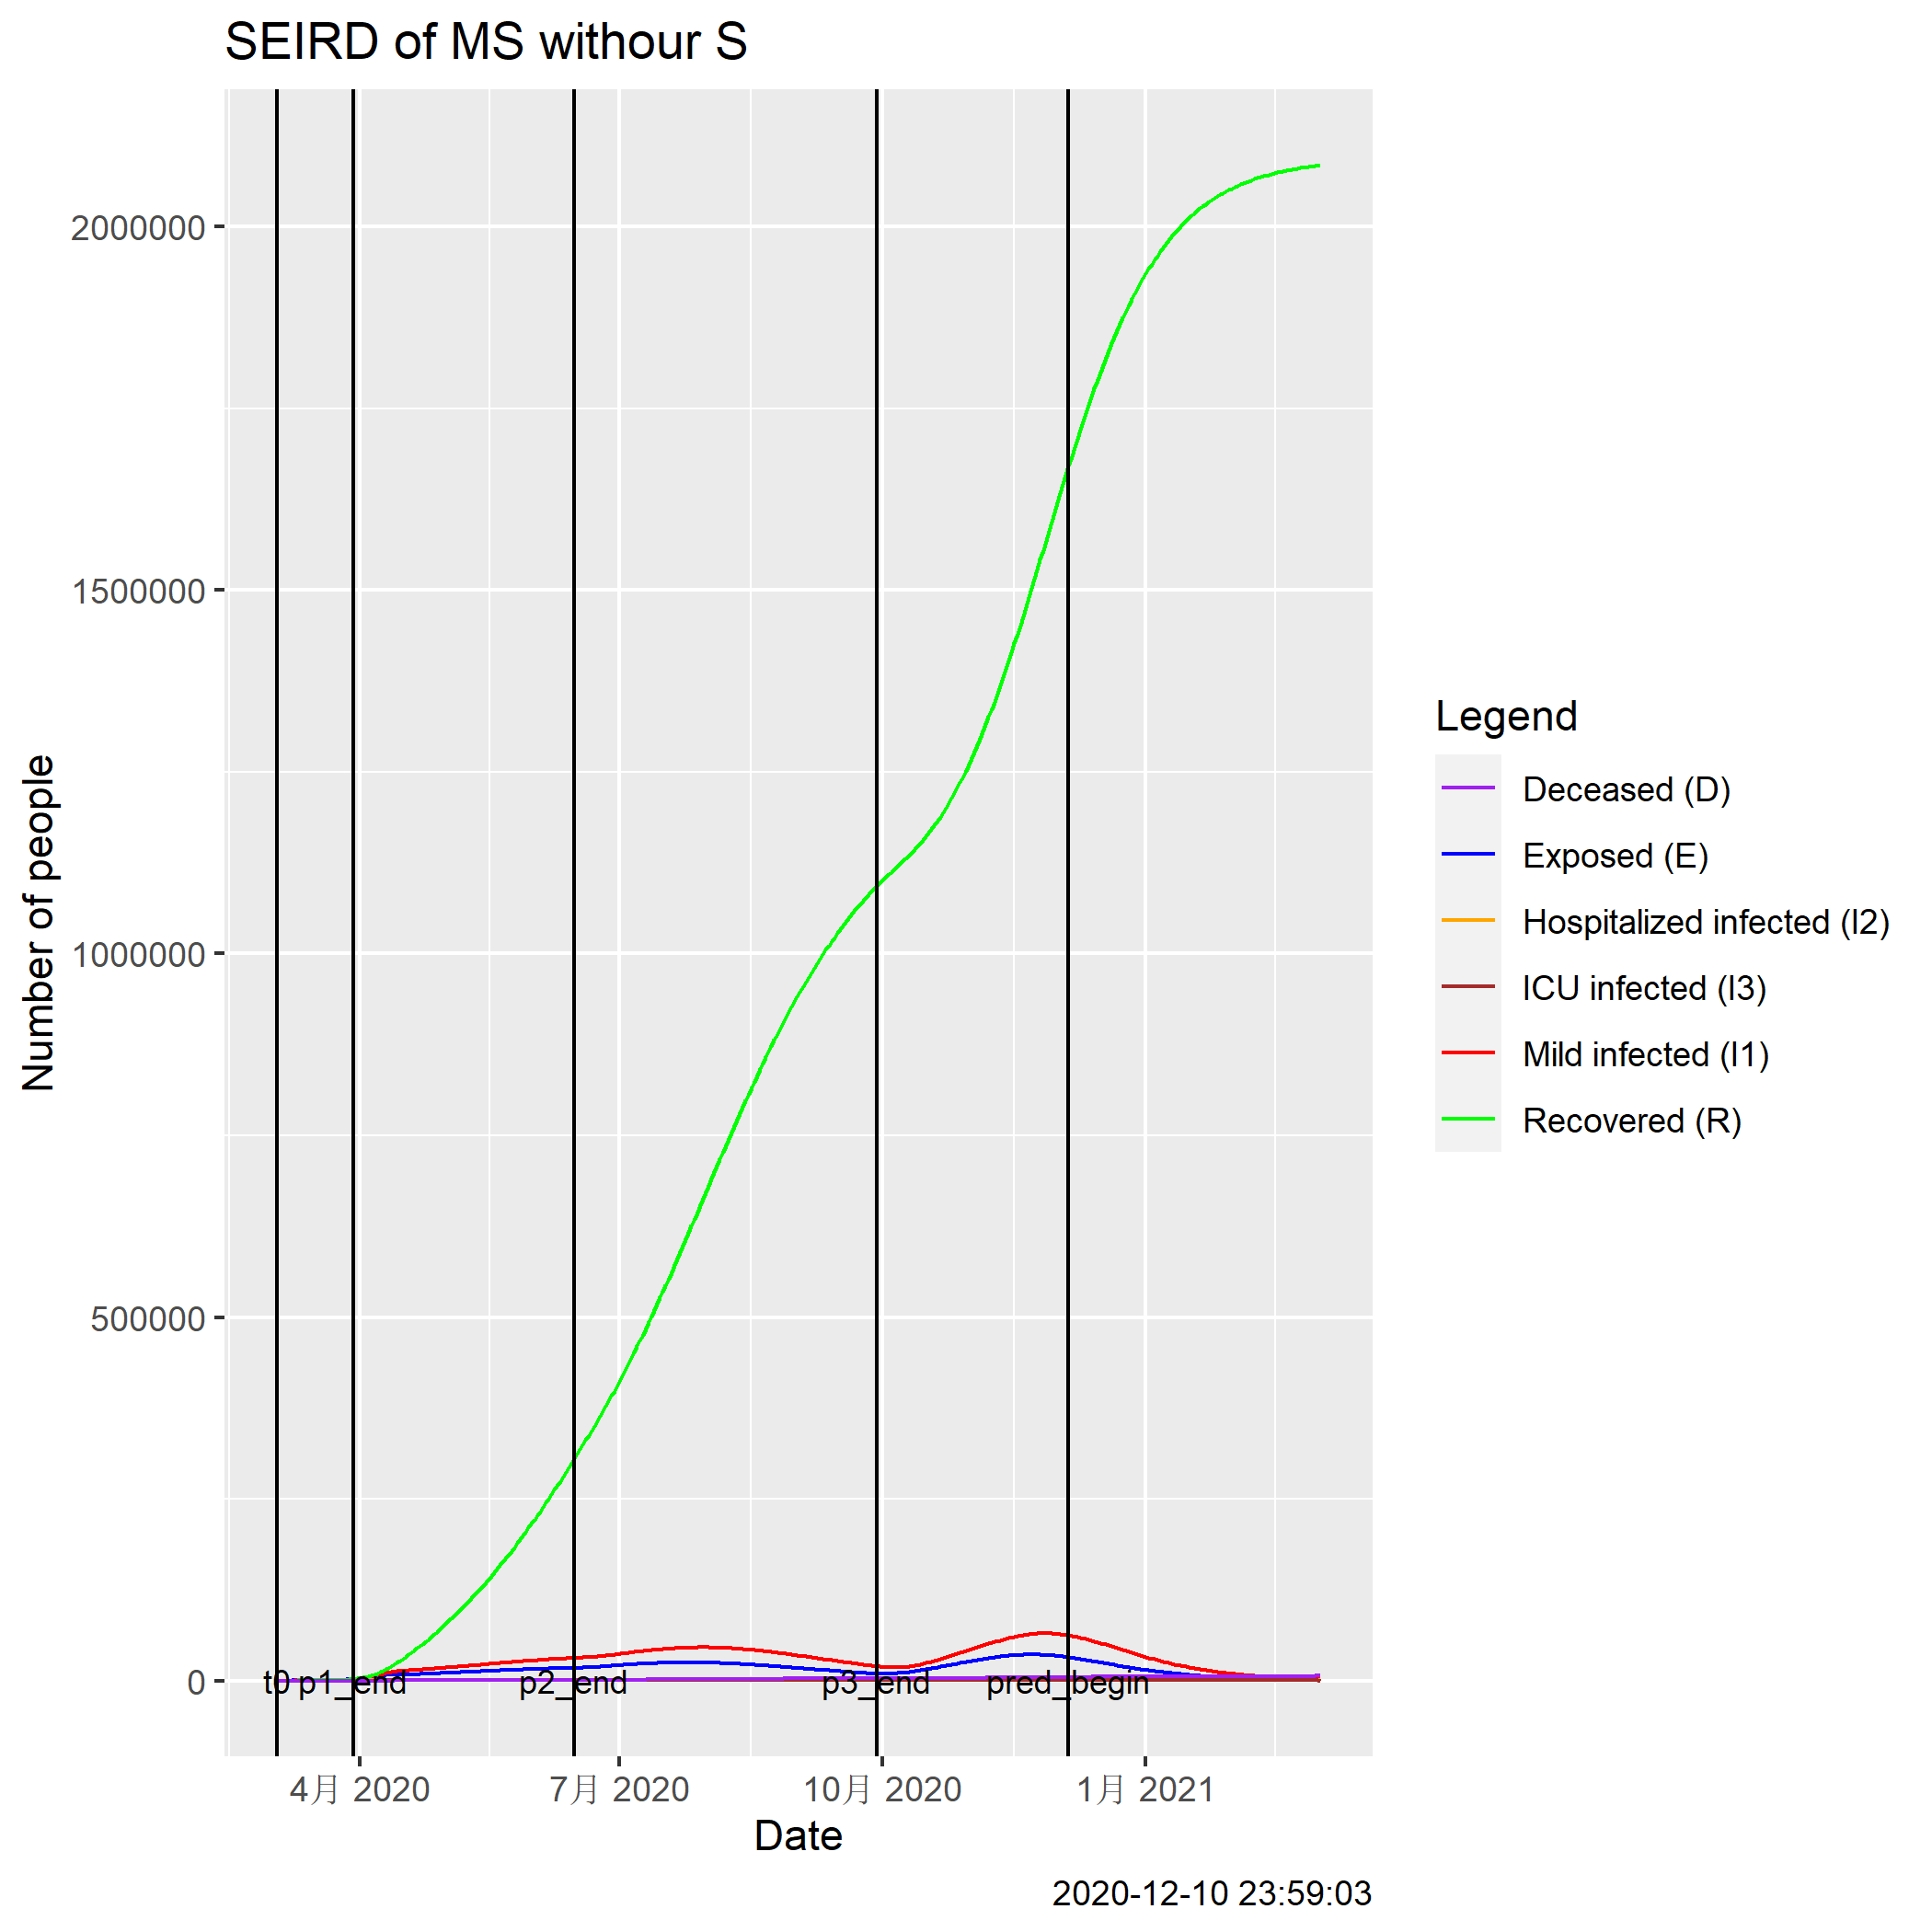 SEIRD of MS withour S
Number of people
2000000
1500000
1000000
500000
0
t0 p1_end p2_end p3_end pred_begin
4月 2020 7月 2020 10月 2020 1月 2021
Date
Legend
Deceased (D)
Exposed (E)
Hospitalized infected (I2)
ICU infected (I3)
Mild infected (I1)
Recovered (R)
2020-12-10 23:59:03